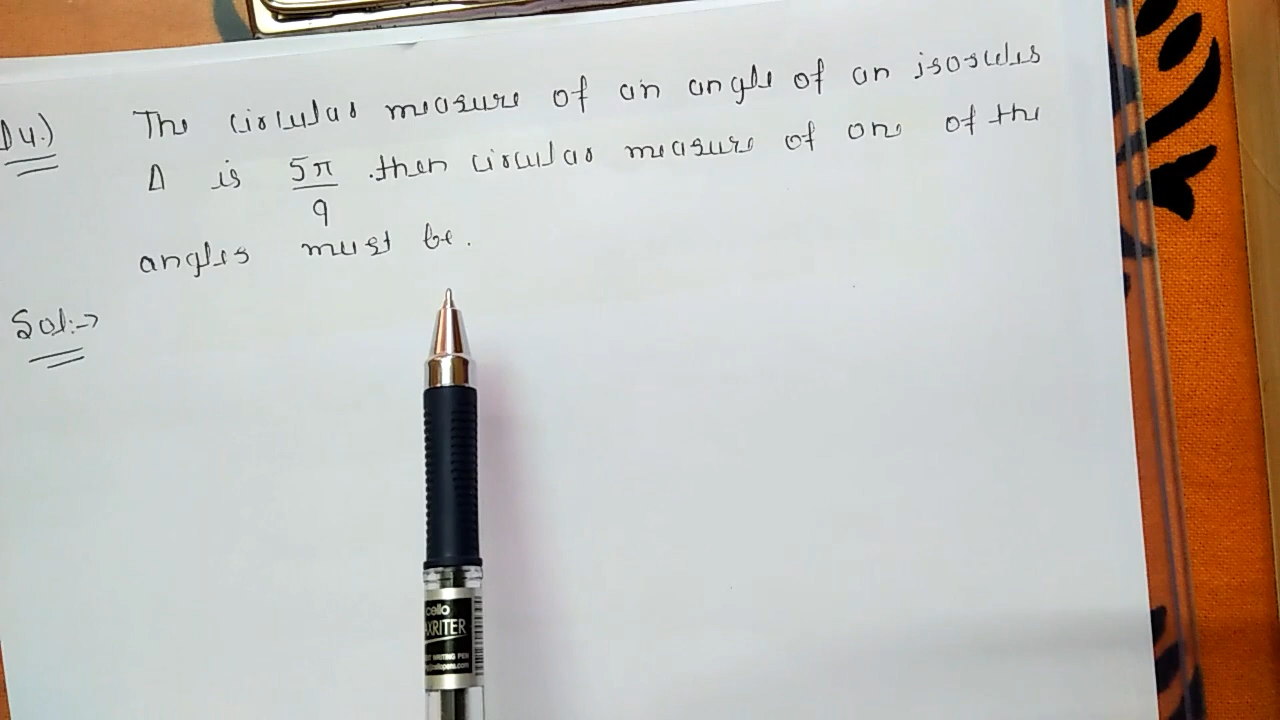 Q4.) The circular measure of an angle of an isosceles
Δ is 5π/9 .then circular measure of one of the
angles must be.
Sol:→
cello
MAXRITER